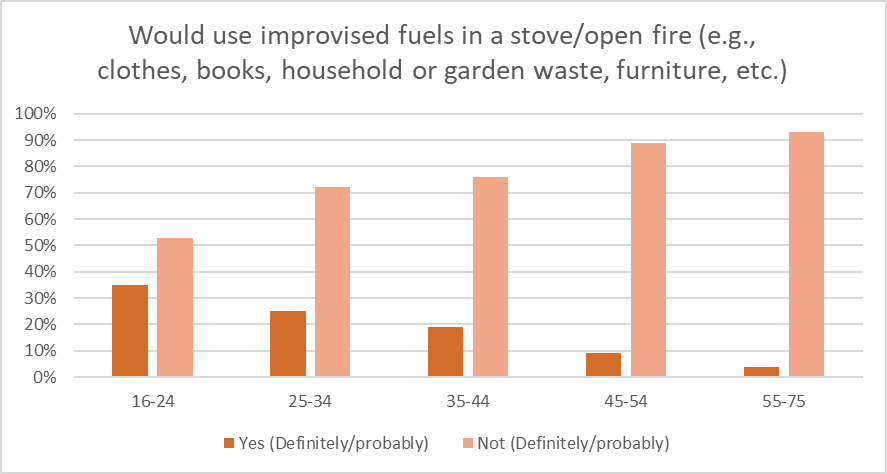 Would use improvised fuels in a stove/open fire (e.g.,
clothes, books, household or garden waste, furniture, etc.)
100%
90%
80%
70%
60%
50%
40%
30%
20%
10%
0%
16-24 25-34 35-44 45-54 55-75
Yes (Definitely/probably) Not (Definitely/probably)